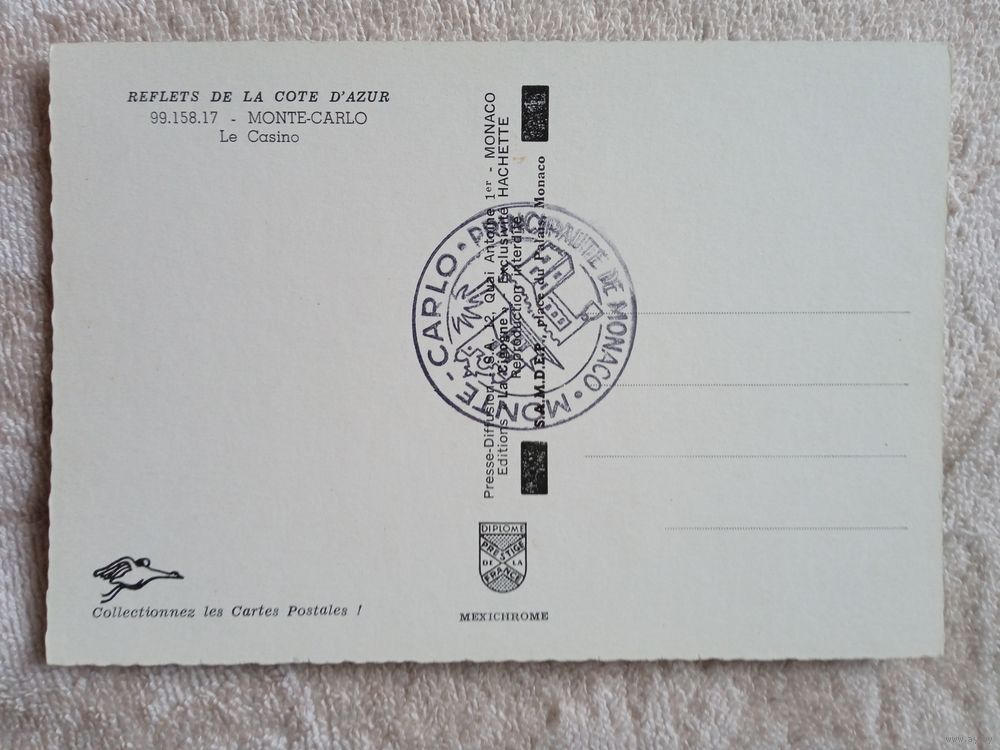 REFLETS DE LA COTE D'AZUR
99.158.17 - MONTE-CARLO
Le Casino
Presse-Diffusion, S.A. 12 Quai Antoine 1er - MONACO
Editions "La Cigogne", Exclusivité HACHETTE
Reproduction interdite
S.A.M.D.E.P., place du Palais, Monaco
MONTE-CARLO • PRINCIPAUTE DE MONACO •
DIPLOME
PRESTIGE
DE LA
FRANCE
MEXICHROME
Collectionnez les Cartes Postales !